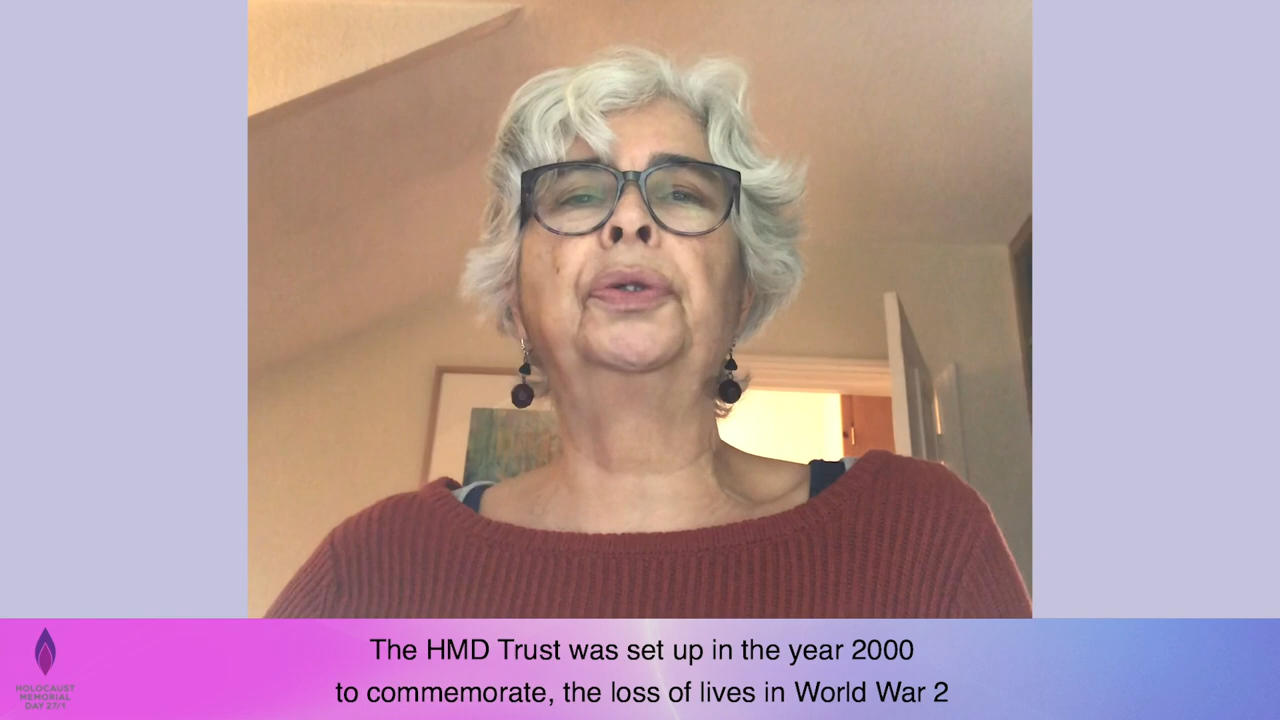 The HMD Trust was set up in the year 2000
to commemorate, the loss of lives in World War 2
HOLOCAUST
MEMORIAL
DAY 27/1